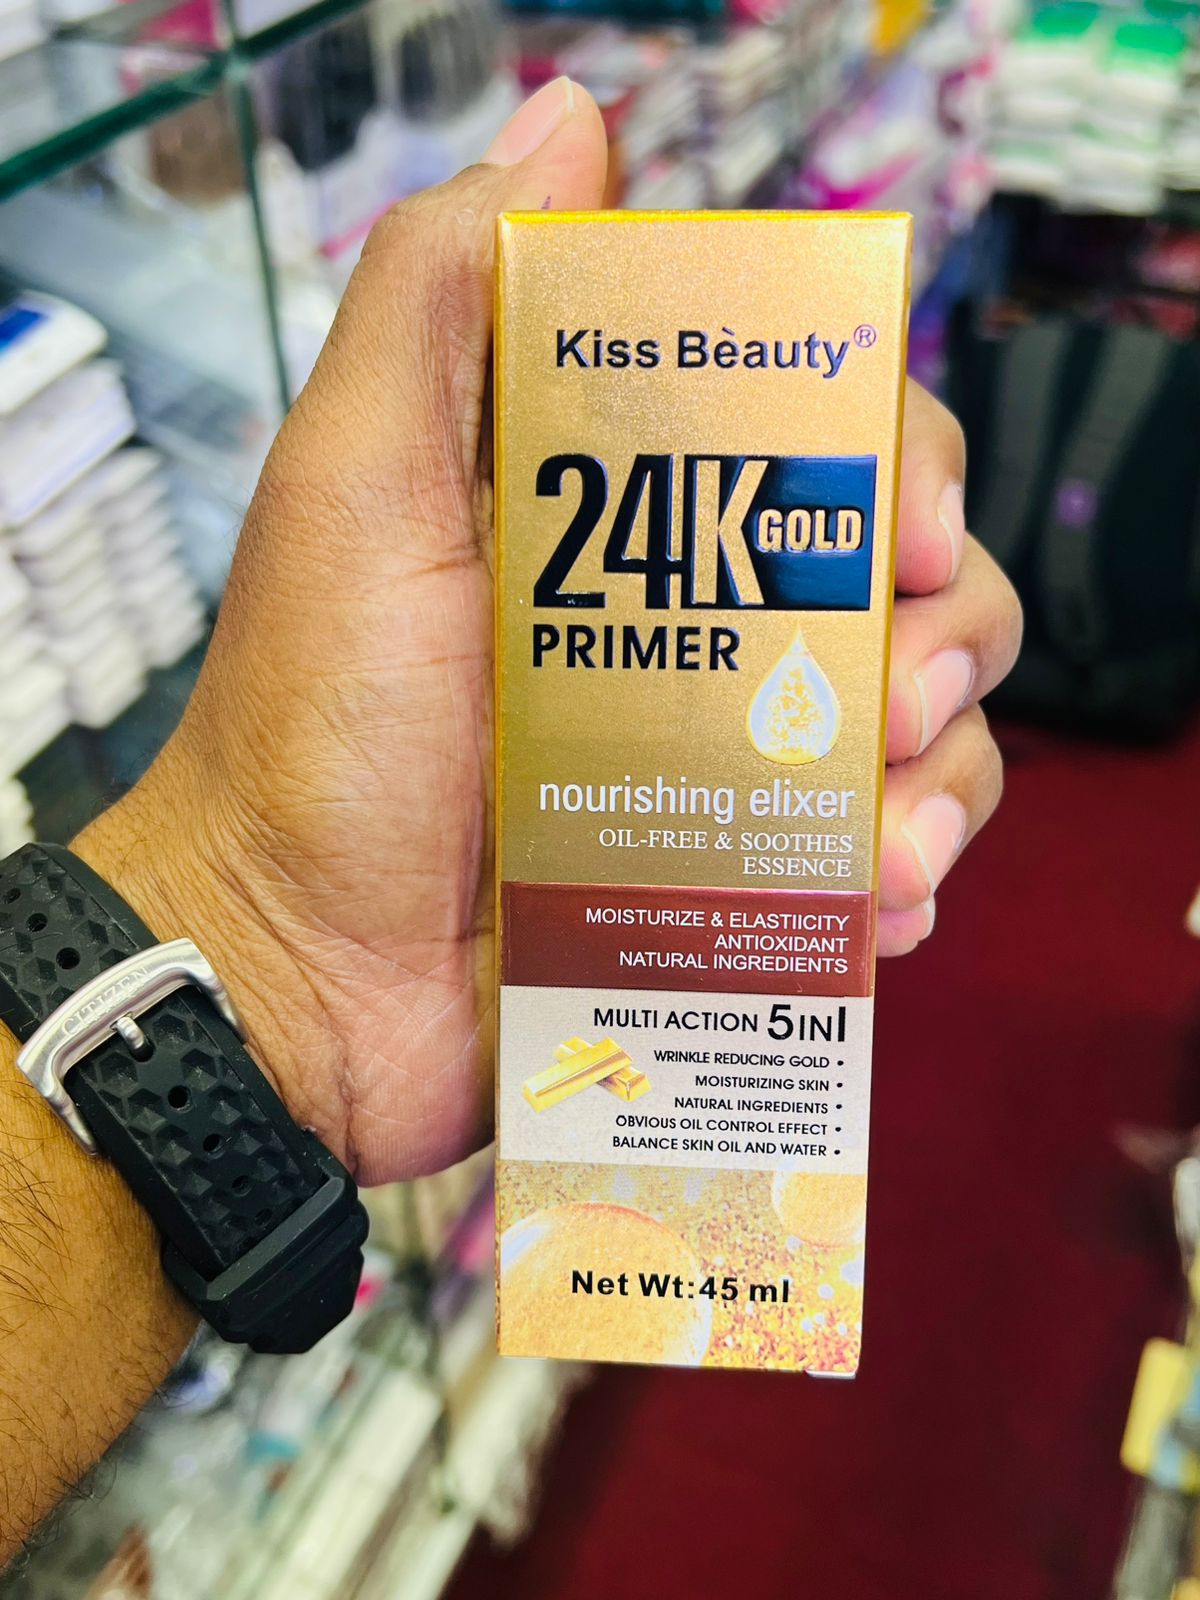 Kiss Bèauty®
24K GOLD
PRIMER
nourishing elixer
OIL-FREE & SOOTHES
ESSENCE
MOISTURIZE & ELASTIICITY
ANTIOXIDANT
NATURAL INGREDIENTS
MULTI ACTION 5IN1
WRINKLE REDUCING GOLD •
MOISTURIZING SKIN •
NATURAL INGREDIENTS •
OBVIOUS OIL CONTROL EFFECT •
BALANCE SKIN OIL AND WATER •
Net Wt:45 ml
CITIZEN